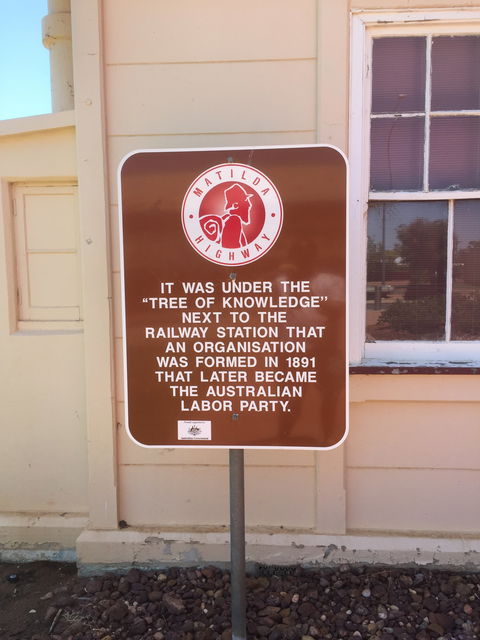 MATILDA
HIGHWAY
IT WAS UNDER THE
"TREE OF KNOWLEDGE"
NEXT TO THE
RAILWAY STATION THAT
AN ORGANISATION
WAS FORMED IN 1891
THAT LATER BECAME
THE AUSTRALIAN
LABOR PARTY.